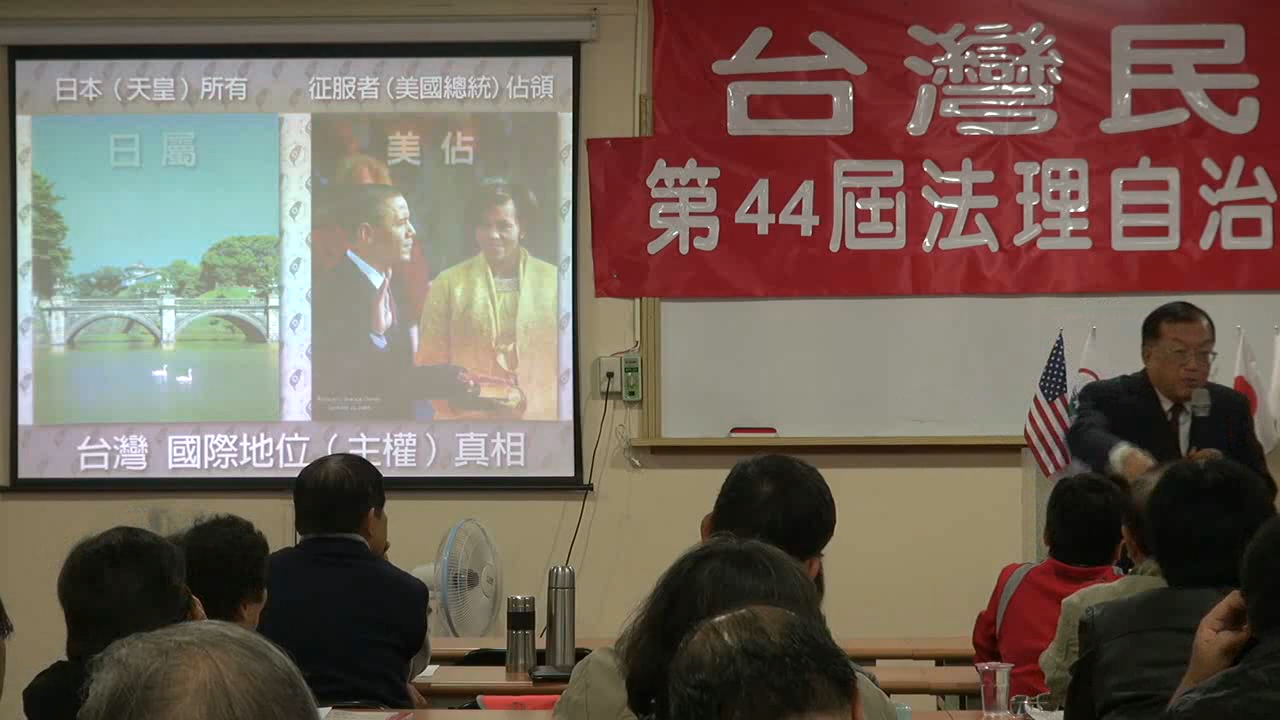 日本（天皇）所有
征服者（美國總統）佔領
日屬
美佔
台灣 國際地位（主權）真相
台灣民
第44屆法理自治